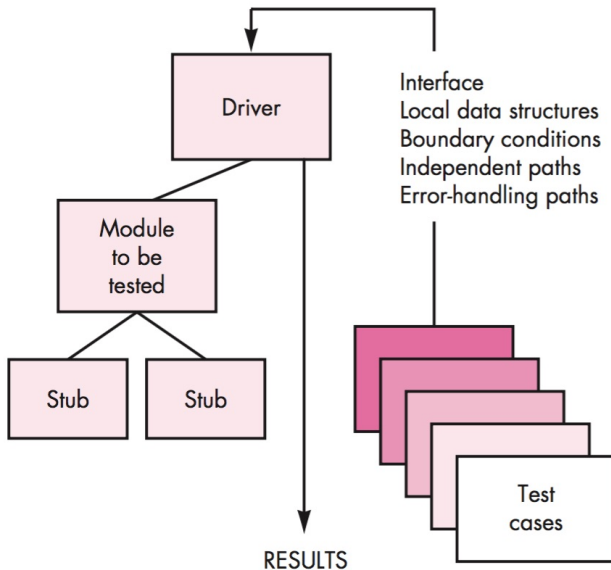 Driver
Interface
Local data structures
Boundary conditions
Independent paths
Error-handling paths
Module
to be
tested
Stub
Stub
Test
cases
RESULTS